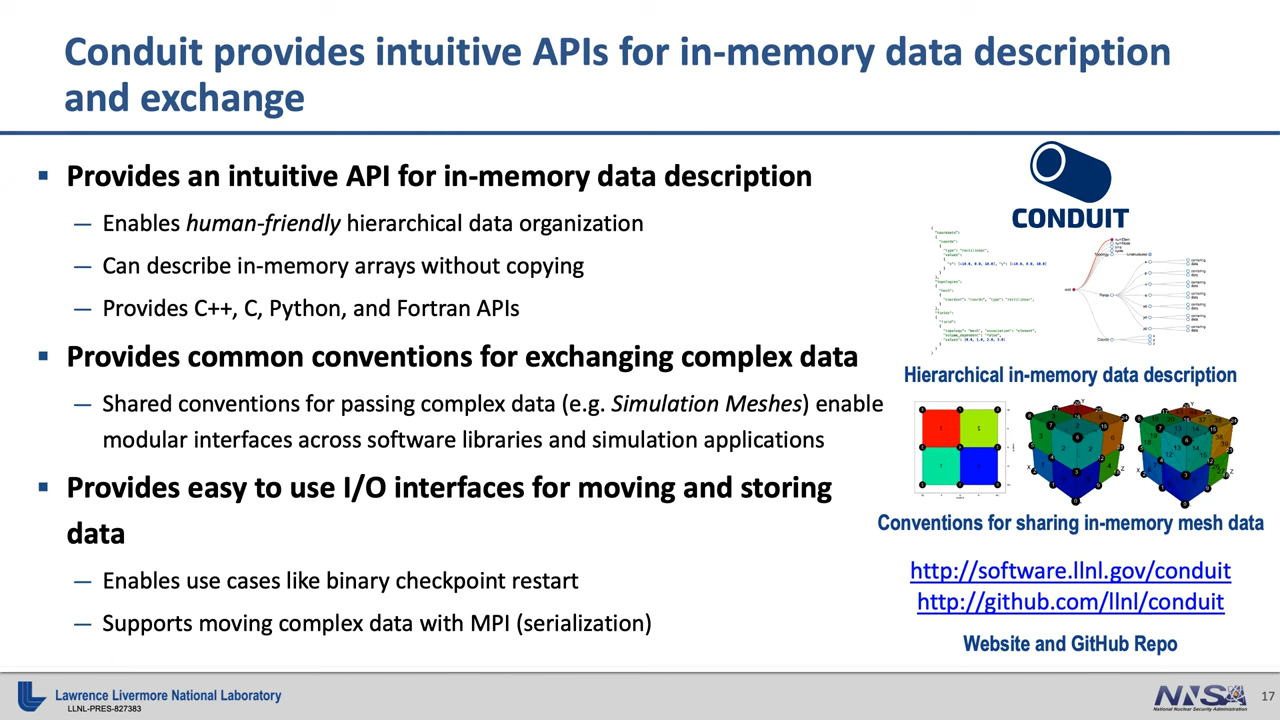 Conduit provides intuitive APIs for in-memory data description
and exchange
▪ Provides an intuitive API for in-memory data description
— Enables human-friendly hierarchical data organization
— Can describe in-memory arrays without copying
— Provides C++, C, Python, and Fortran APIs
▪ Provides common conventions for exchanging complex data
— Shared conventions for passing complex data (e.g. Simulation Meshes) enable
modular interfaces across software libraries and simulation applications
▪ Provides easy to use I/O interfaces for moving and storing
data
— Enables use cases like binary checkpoint restart
— Supports moving complex data with MPI (serialization)
CONDUIT
Hierarchical in-memory data description
Conventions for sharing in-memory mesh data
http://software.llnl.gov/conduit
http://github.com/llnl/conduit
Website and GitHub Repo
Lawrence Livermore National Laboratory
LLNL-PRES-827383
NNSA
National Nuclear Security Administration
17